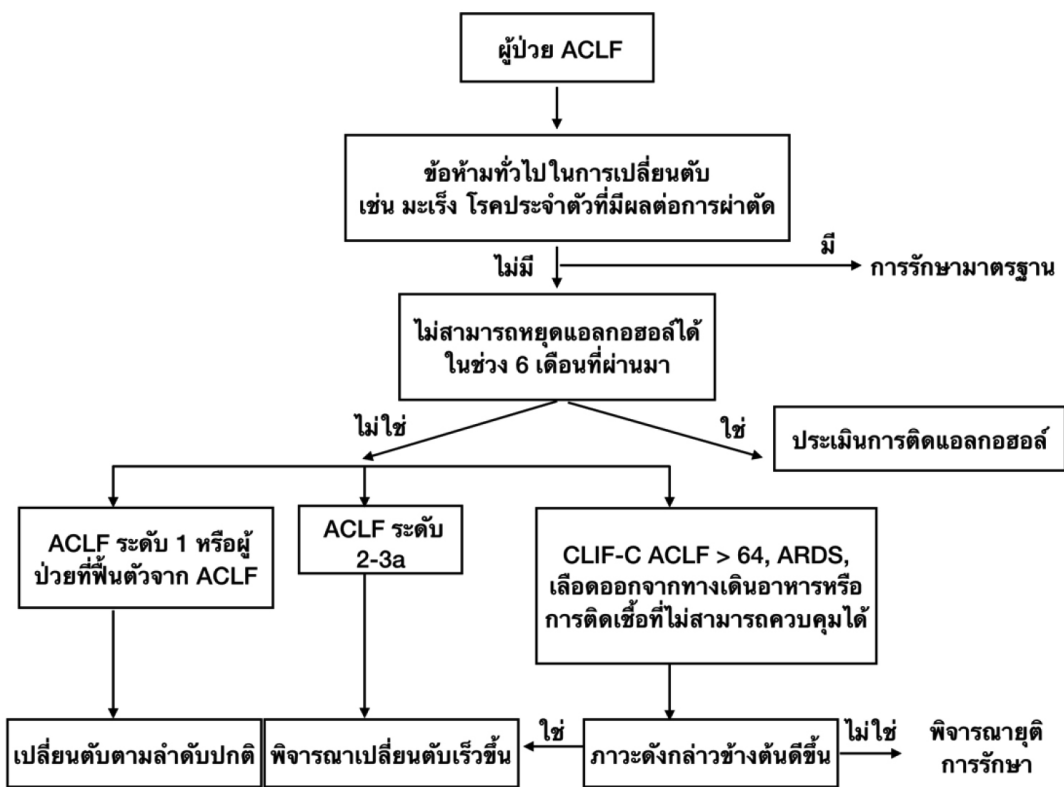 ผู้ป่วย ACLF
ข้อห้ามทั่วไปในการเปลี่ยนตับ
เช่น มะเร็ง โรคประจำตัวที่มีผลต่อการผ่าตัด
ไม่มี
มี
การรักษามาตรฐาน
ไม่สามารถหยุดแอลกอฮอล์ได้
ในช่วง 6 เดือนที่ผ่านมา
ไม่ใช่
ใช่
ประเมินการติดแอลกอฮอล์
ACLF ระดับ 1 หรือผู้
ป่วยที่ฟื้นตัวจาก ACLF
ACLF ระดับ
2-3a
CLIF-C ACLF > 64, ARDS,
เลือดออกจากทางเดินอาหารหรือ
การติดเชื้อที่ไม่สามารถควบคุมได้
เปลี่ยนตับตามลำดับปกติ
พิจารณาเปลี่ยนตับเร็วขึ้น
ใช่
ภาวะดังกล่าวข้างต้นดีขึ้น
ไม่ใช่
พิจารณายุติ
การรักษา